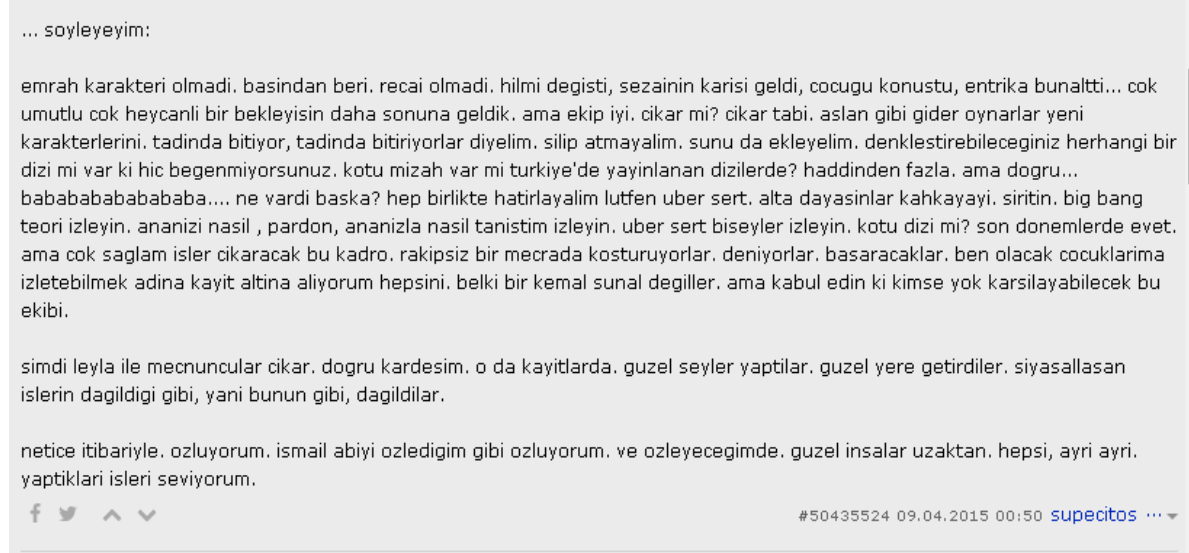 ... soyleyeyim:
emrah karakteri olmadi. basindan beri. recai olmadi. hilmi degisti, sezainin karisi geldi, cocugu konustu, entrika bunaltti... cok
umutlu cok heycanli bir bekleyisin daha sonuna geldik. ama ekip iyi. cikar mi? cikar tabi. aslan gibi gider oynarlar yeni
karakterlerini. tadinda bitiyor, tadinda bitiriyorlar diyelim. silip atmayalim. sunu da ekleyelim. denklestirebileceginiz herhangi bir
dizi mi var ki hic begenmiyorsunuz. kotu mizah var mi turkiye'de yayinlanan dizilerde? haddinden fazla. ama dogru...
babababababababa.... ne vardi baska? hep birlikte hatirlayalim lutfen uber sert. alta dayasinlar kahkayayi. siritin. big bang
teori izleyin. ananizi nasil , pardon, ananizla nasil tanistim izleyin. uber sert biseyler izleyin. kotu dizi mi? son donemlerde evet.
ama cok saglam isler cikaracak bu kadro. rakipsiz bir mecrada kosturuyorlar. deniyorlar. basaracaklar. ben olacak cocuklarima
izletebilmek adina kayit altina aliyorum hepsini. belki bir kemal sunal degiller. ama kabul edin ki kimse yok karsilayabilecek bu
ekibi.
simdi leyla ile mecnuncular cikar. dogru kardesim. o da kayitlarda. guzel seyler yaptilar. guzel yere getirdiler. siyasallasan
islerin dagildigi gibi, yani bunun gibi, dagildilar.
netice itibariyle. ozluyorum. ismail abiyi ozledigim gibi ozluyorum. ve ozleyecegimde. guzel insalar uzaktan. hepsi, ayri ayri.
yaptiklari isleri seviyorum.
#50435524 09.04.2015 00:50 supecitos ...